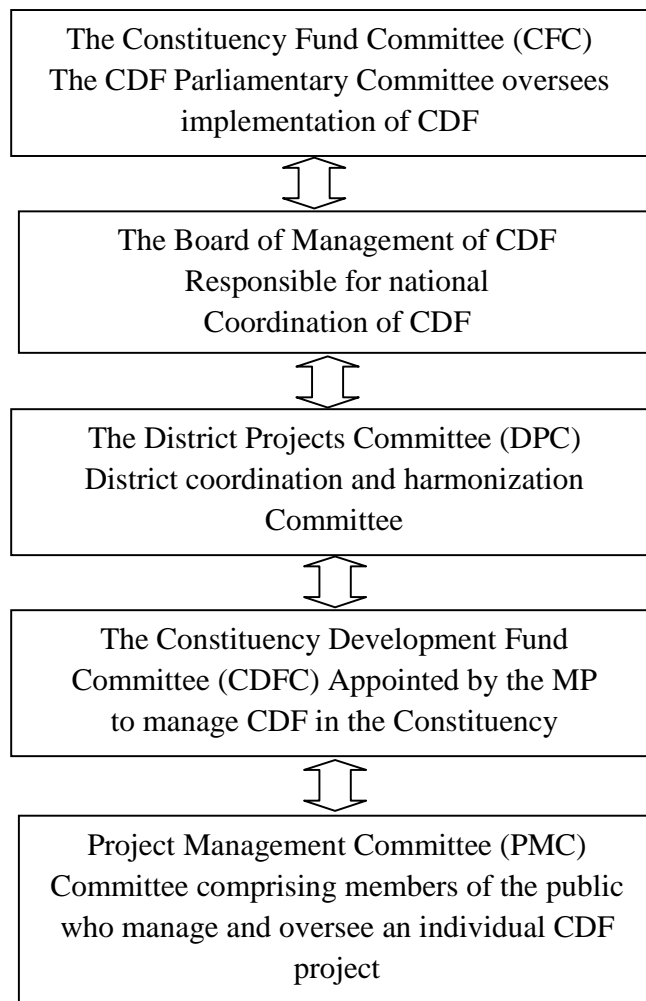 The Constituency Fund Committee (CFC)
The CDF Parliamentary Committee oversees
implementation of CDF
The Board of Management of CDF
Responsible for national
Coordination of CDF
The District Projects Committee (DPC)
District coordination and harmonization
Committee
The Constituency Development Fund
Committee (CDFC) Appointed by the MP
to manage CDF in the Constituency
Project Management Committee (PMC)
Committee comprising members of the public
who manage and oversee an individual CDF
project